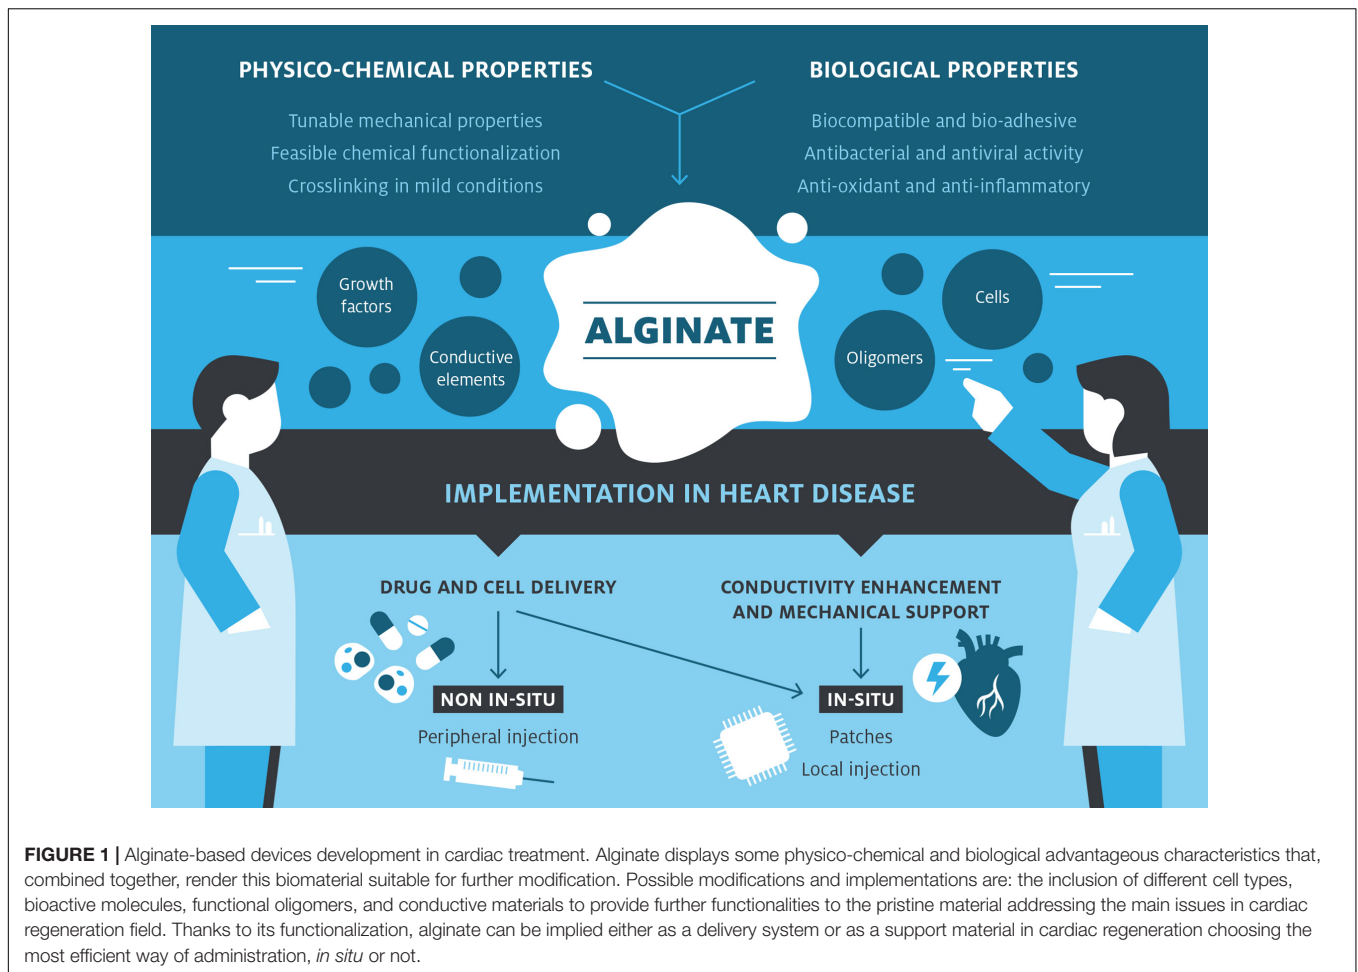 PHYSICO-CHEMICAL PROPERTIES
Tunable mechanical properties
Feasible chemical functionalization
Crosslinking in mild conditions
BIOLOGICAL PROPERTIES
Biocompatible and bio-adhesive
Antibacterial and antiviral activity
Anti-oxidant and anti-inflammatory
Growth
factors
Conductive
elements
ALGINATE
Oligomers
Cells
IMPLEMENTATION IN HEART DISEASE
DRUG AND CELL DELIVERY
NON IN-SITU
Peripheral injection
CONDUCTIVITY ENHANCEMENT
AND MECHANICAL SUPPORT
IN-SITU
Patches
Local injection
FIGURE 1 | Alginate-based devices development in cardiac treatment. Alginate displays some physico-chemical and biological advantageous characteristics that,
combined together, render this biomaterial suitable for further modification. Possible modifications and implementations are: the inclusion of different cell types,
bioactive molecules, functional oligomers, and conductive materials to provide further functionalities to the pristine material addressing the main issues in cardiac
regeneration field. Thanks to its functionalization, alginate can be implied either as a delivery system or as a support material in cardiac regeneration choosing the
most efficient way of administration, in situ or not.